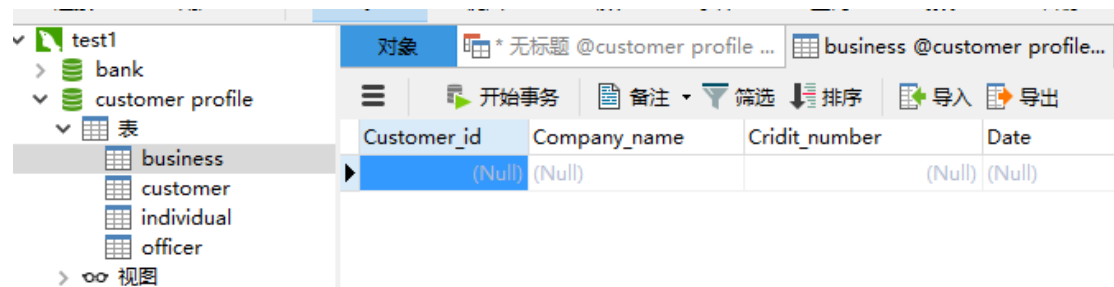 test1
bank
customer profile
表
business
customer
individual
officer
视图
对象
* 无标题 @customer profile ...
business @customer profile...
开始事务
备注
筛选
排序
导入
导出
Customer_id Company_name Cridit_number Date
(Null) (Null) (Null) (Null)